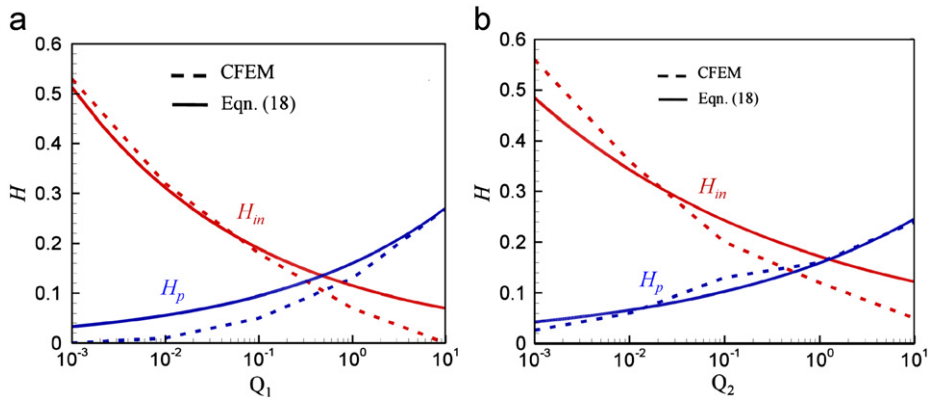 a
0.6
0.5
0.4
0.3
0.2
0.1
0
H
CFEM
Eqn. (18)
H_in
H_p
10^-3 10^-2 10^-1 10^0 10^1
Q_1
b
0.6
0.5
0.4
0.3
0.2
0.1
0
H
CFEM
Eqn. (18)
H_in
H_p
10^-3 10^-2 10^-1 10^0 10^1
Q_2